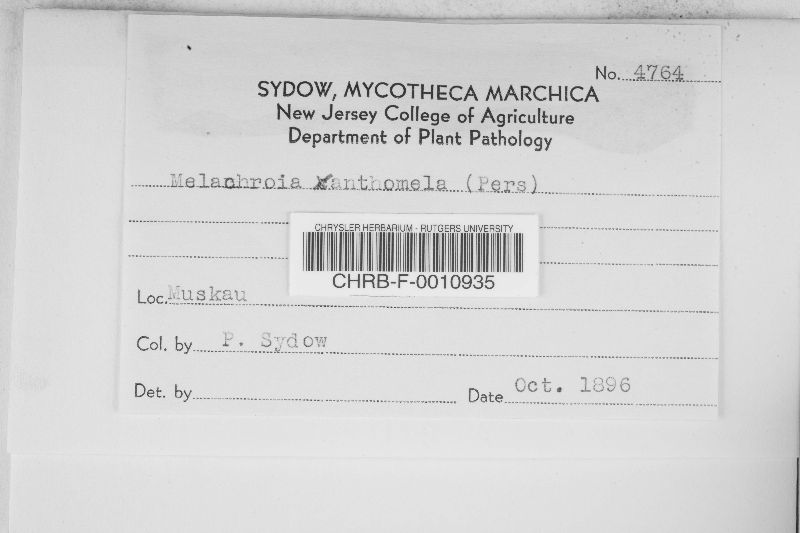 No. 4764
SYDOW, MYCOTHECA MARCHICA
New Jersey College of Agriculture
Department of Plant Pathology
Melachroia Xanthomela (Pers)
CHRYSLER HERBARIUM - RUTGERS UNIVERSITY
CHRB-F-0010935
Loc. Muskau
Col. by P. Sydow
Det. by
Date Oct. 1896